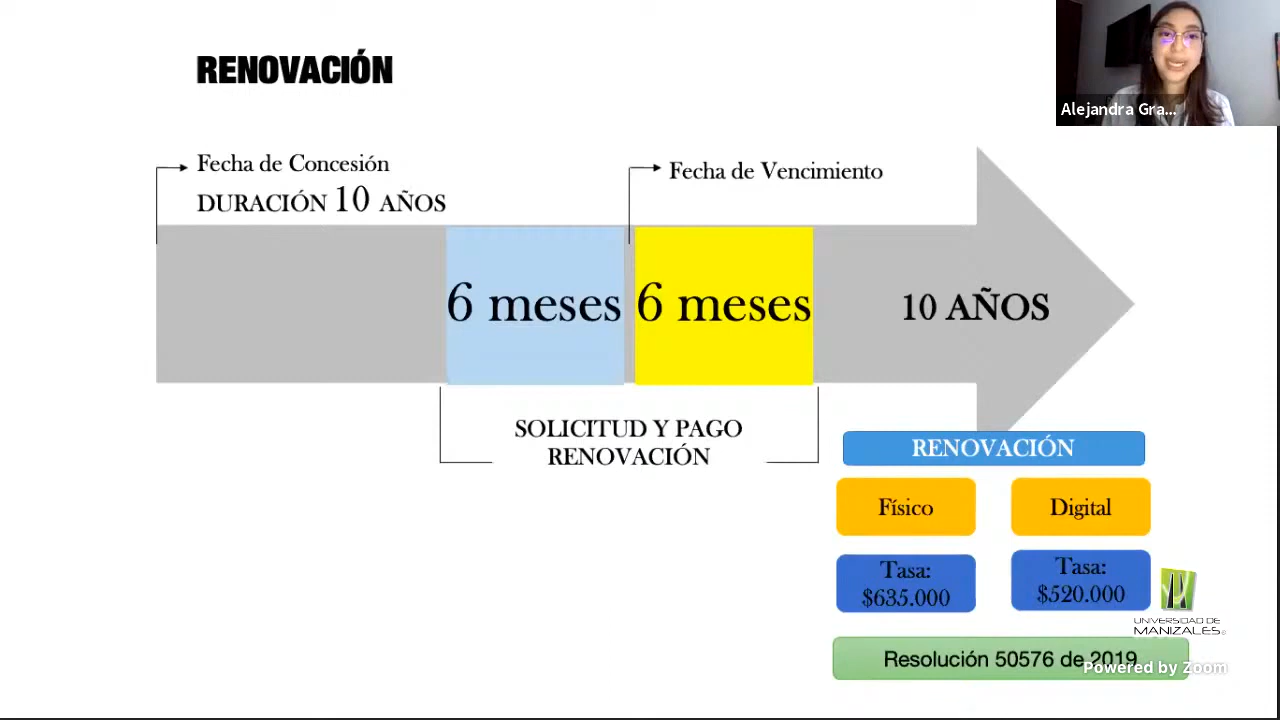 RENOVACIÓN
Alejandra Gra...
Fecha de Concesión
DURACIÓN 10 AÑOS
Fecha de Vencimiento
6 meses
6 meses
10 AÑOS
SOLICITUD Y PAGO
RENOVACIÓN
RENOVACIÓN
Físico
Digital
Tasa:
$635.000
Tasa:
$520.000
UNIVERSIDAD DE
MANIZALES
Resolución 50576 de 2019
Powered by Zoom